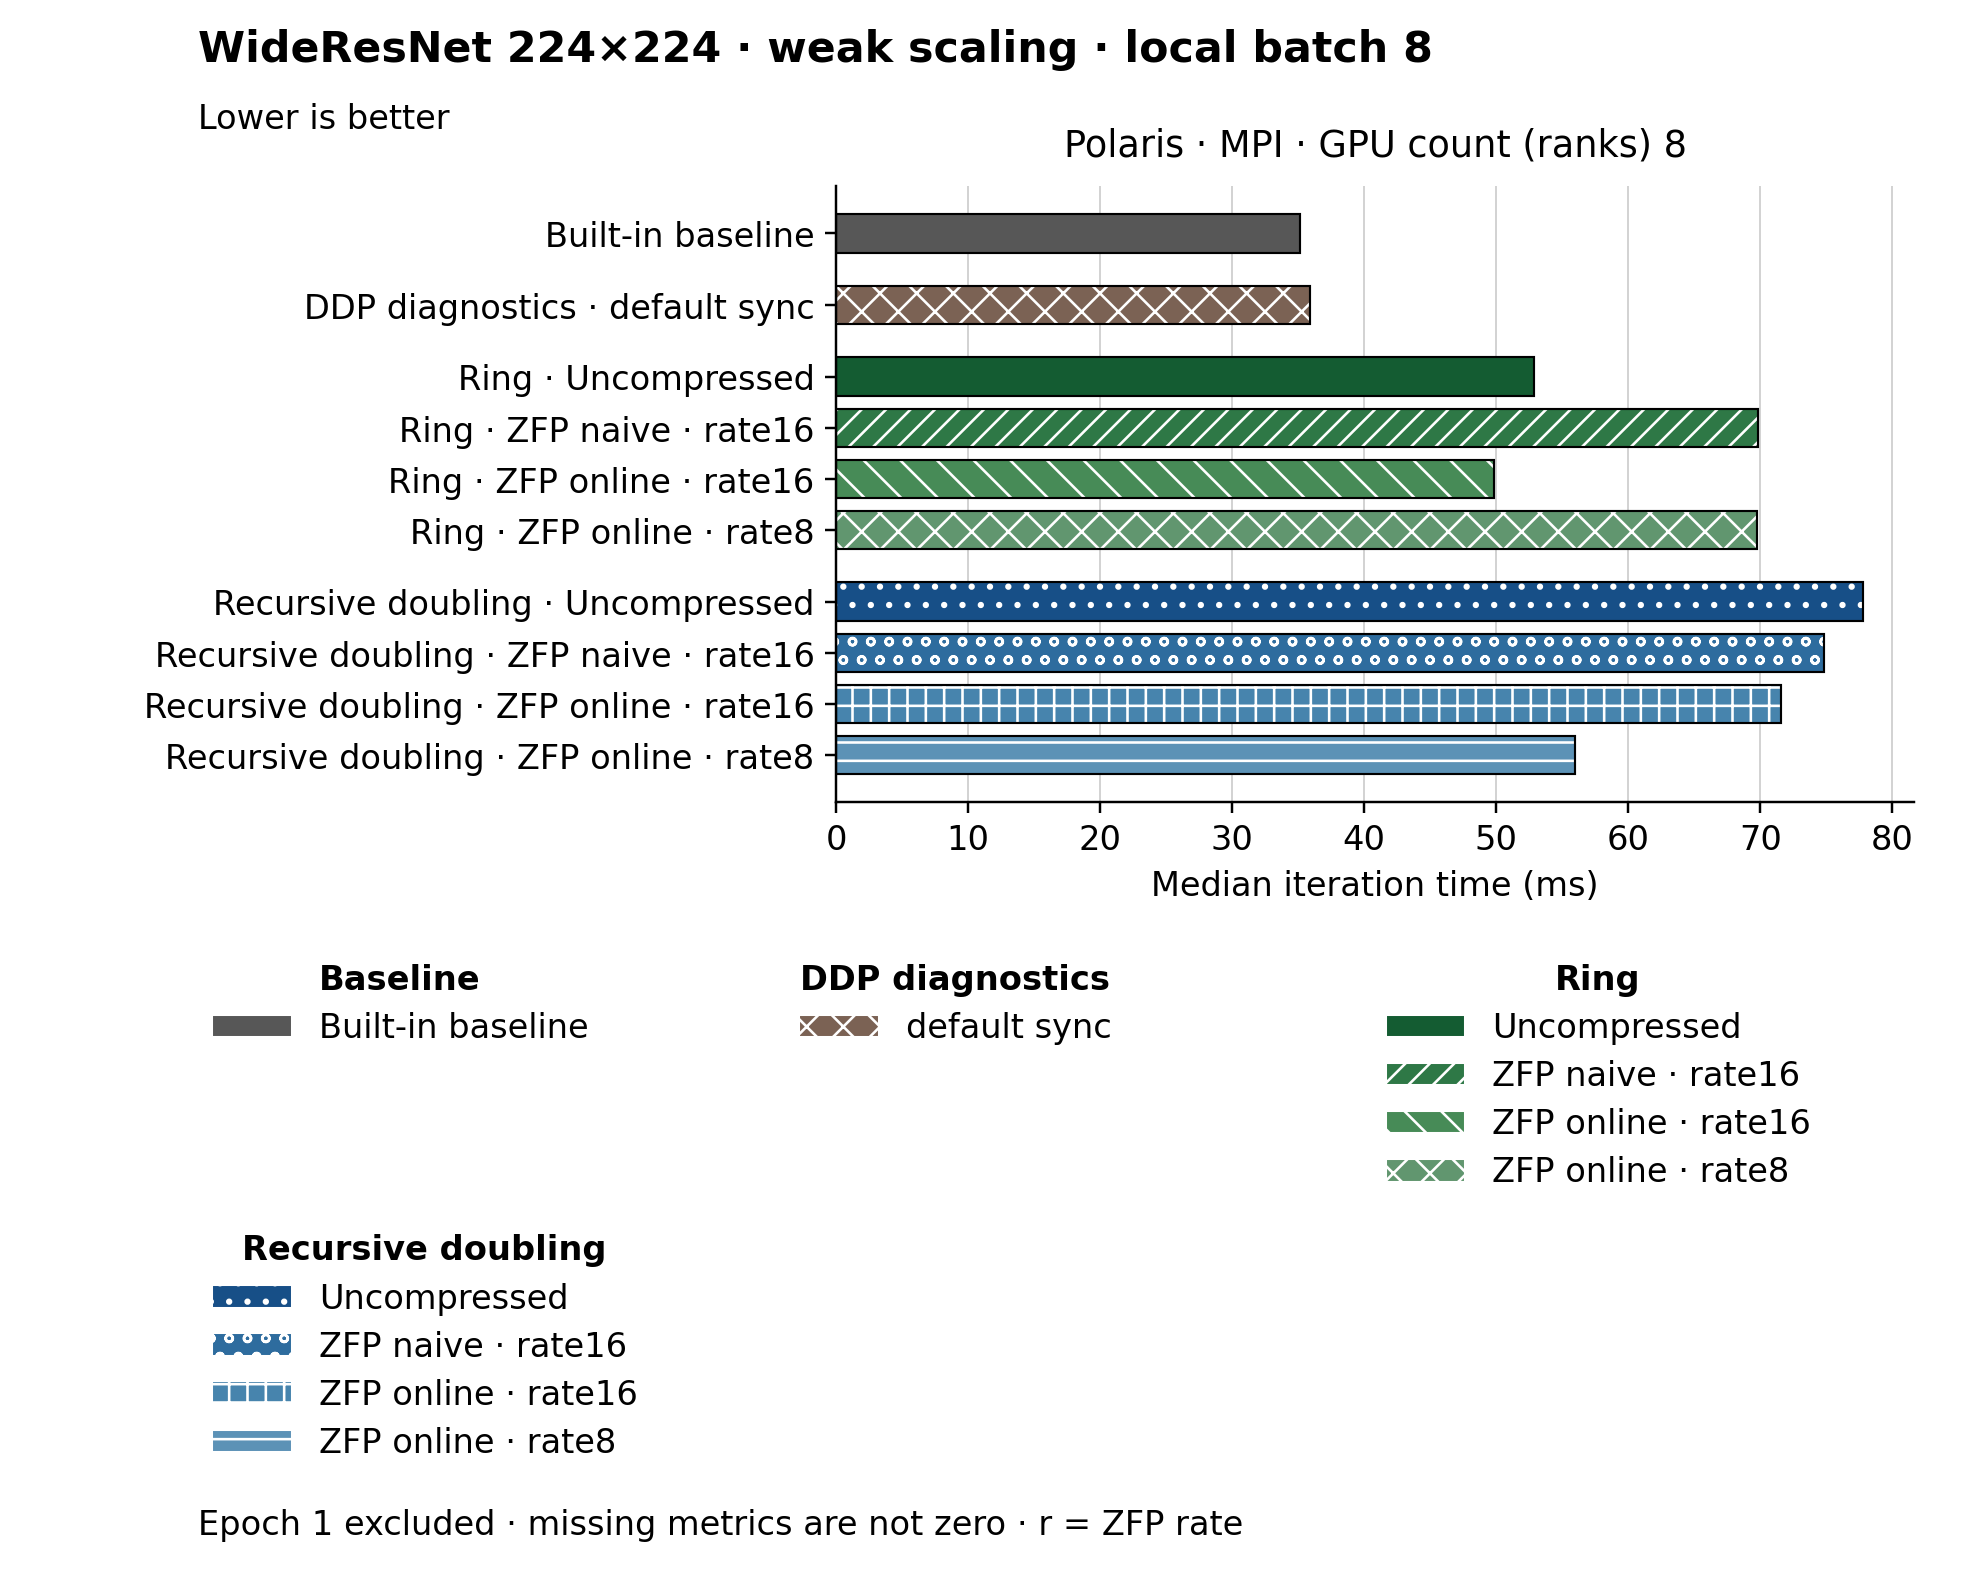 WideResNet 224×224 · weak scaling · local batch 8
Lower is better
Polaris · MPI · GPU count (ranks) 8
Built-in baseline
DDP diagnostics · default sync
Ring · Uncompressed
Ring · ZFP naive · rate16
Ring · ZFP online · rate16
Ring · ZFP online · rate8
Recursive doubling · Uncompressed
Recursive doubling · ZFP naive · rate16
Recursive doubling · ZFP online · rate16
Recursive doubling · ZFP online · rate8
0 10 20 30 40 50 60 70 80
Median iteration time (ms)
Baseline
Built-in baseline
DDP diagnostics
default sync
Ring
Uncompressed
ZFP naive · rate16
ZFP online · rate16
ZFP online · rate8
Recursive doubling
Uncompressed
ZFP naive · rate16
ZFP online · rate16
ZFP online · rate8
Epoch 1 excluded · missing metrics are not zero · r = ZFP rate